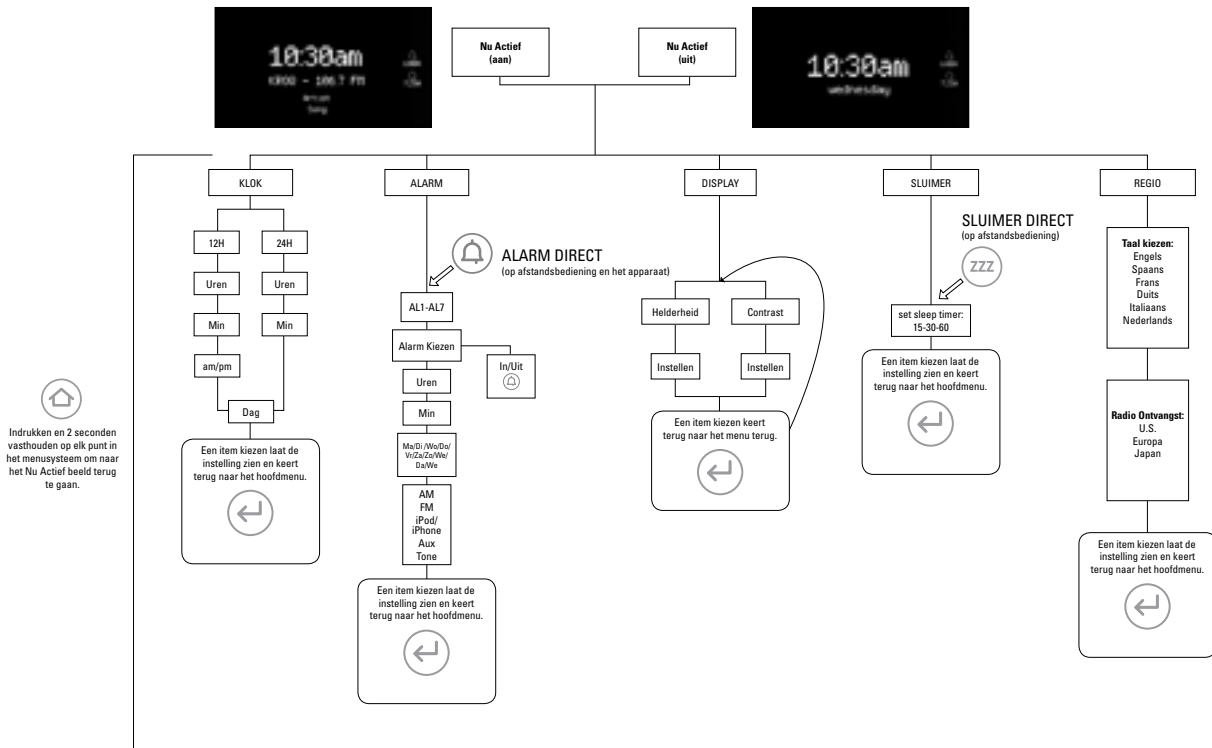 10:30am
KROQ - 106.7 FM
Artist
Song
Nu Actief
(aan)
Nu Actief
(uit)
10:30am
wednesday
KLOK
12H
24H
Uren
Uren
Min
Min
am/pm
Dag
Een item kiezen laat de
instelling zien en keert
terug naar het hoofdmenu.
ALARM
ALARM DIRECT
(op afstandsbediening en het apparaat)
AL1-AL7
Alarm Kiezen
In/Uit
Uren
Min
Ma/Di /Wo/Do/
Vr/Za/Zo/We/
Da/We
AM
FM
iPod/
iPhone
Aux
Tone
Een item kiezen laat de
instelling zien en keert
terug naar het hoofdmenu.
DISPLAY
Helderheid
Contrast
Instellen
Instellen
Een item kiezen keert
terug naar het menu terug.
SLUIMER
SLUIMER DIRECT
(op afstandsbediening)
ZZZ
set sleep timer:
15-30-60
Een item kiezen laat de
instelling zien en keert
terug naar het hoofdmenu.
REGIO
Taal kiezen:
Engels
Spaans
Frans
Duits
Italiaans
Nederlands
Radio Ontvangst:
U.S.
Europa
Japan
Een item kiezen laat de
instelling zien en keert
terug naar het hoofdmenu.
Indrukken en 2 seconden
vasthouden op elk punt in
het menusysteem om naar
het Nu Actief beeld terug
te gaan.